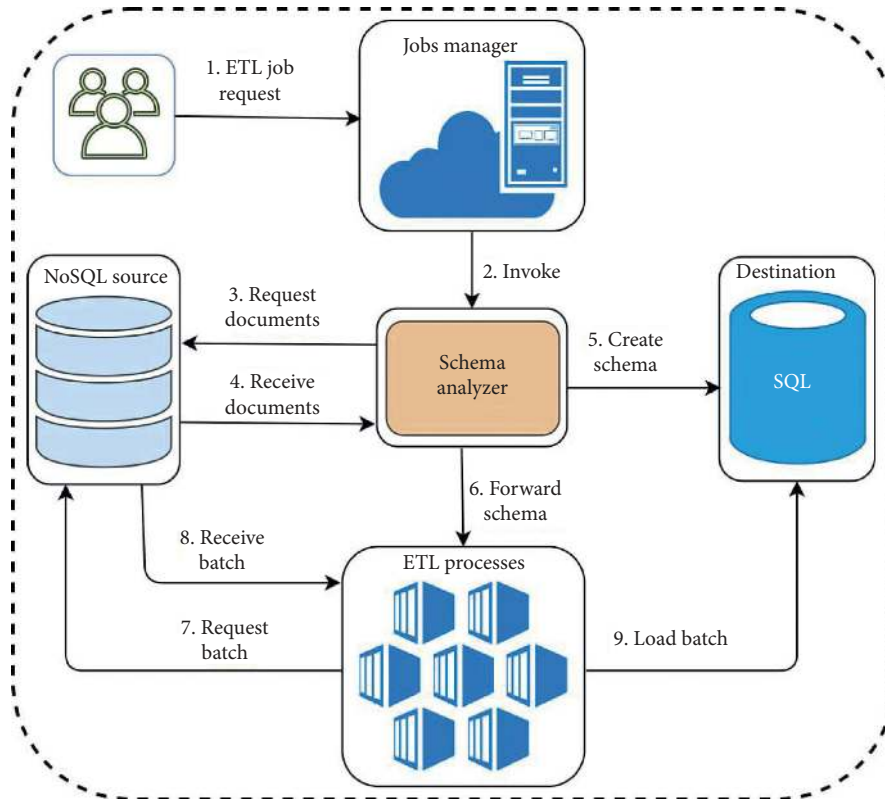 Jobs manager
1. ETL job
request
2. Invoke
NoSQL source
3. Request
documents
4. Receive
documents
Schema
analyzer
5. Create
schema
Destination
SQL
6. Forward
schema
8. Receive
batch
ETL processes
7. Request
batch
9. Load batch